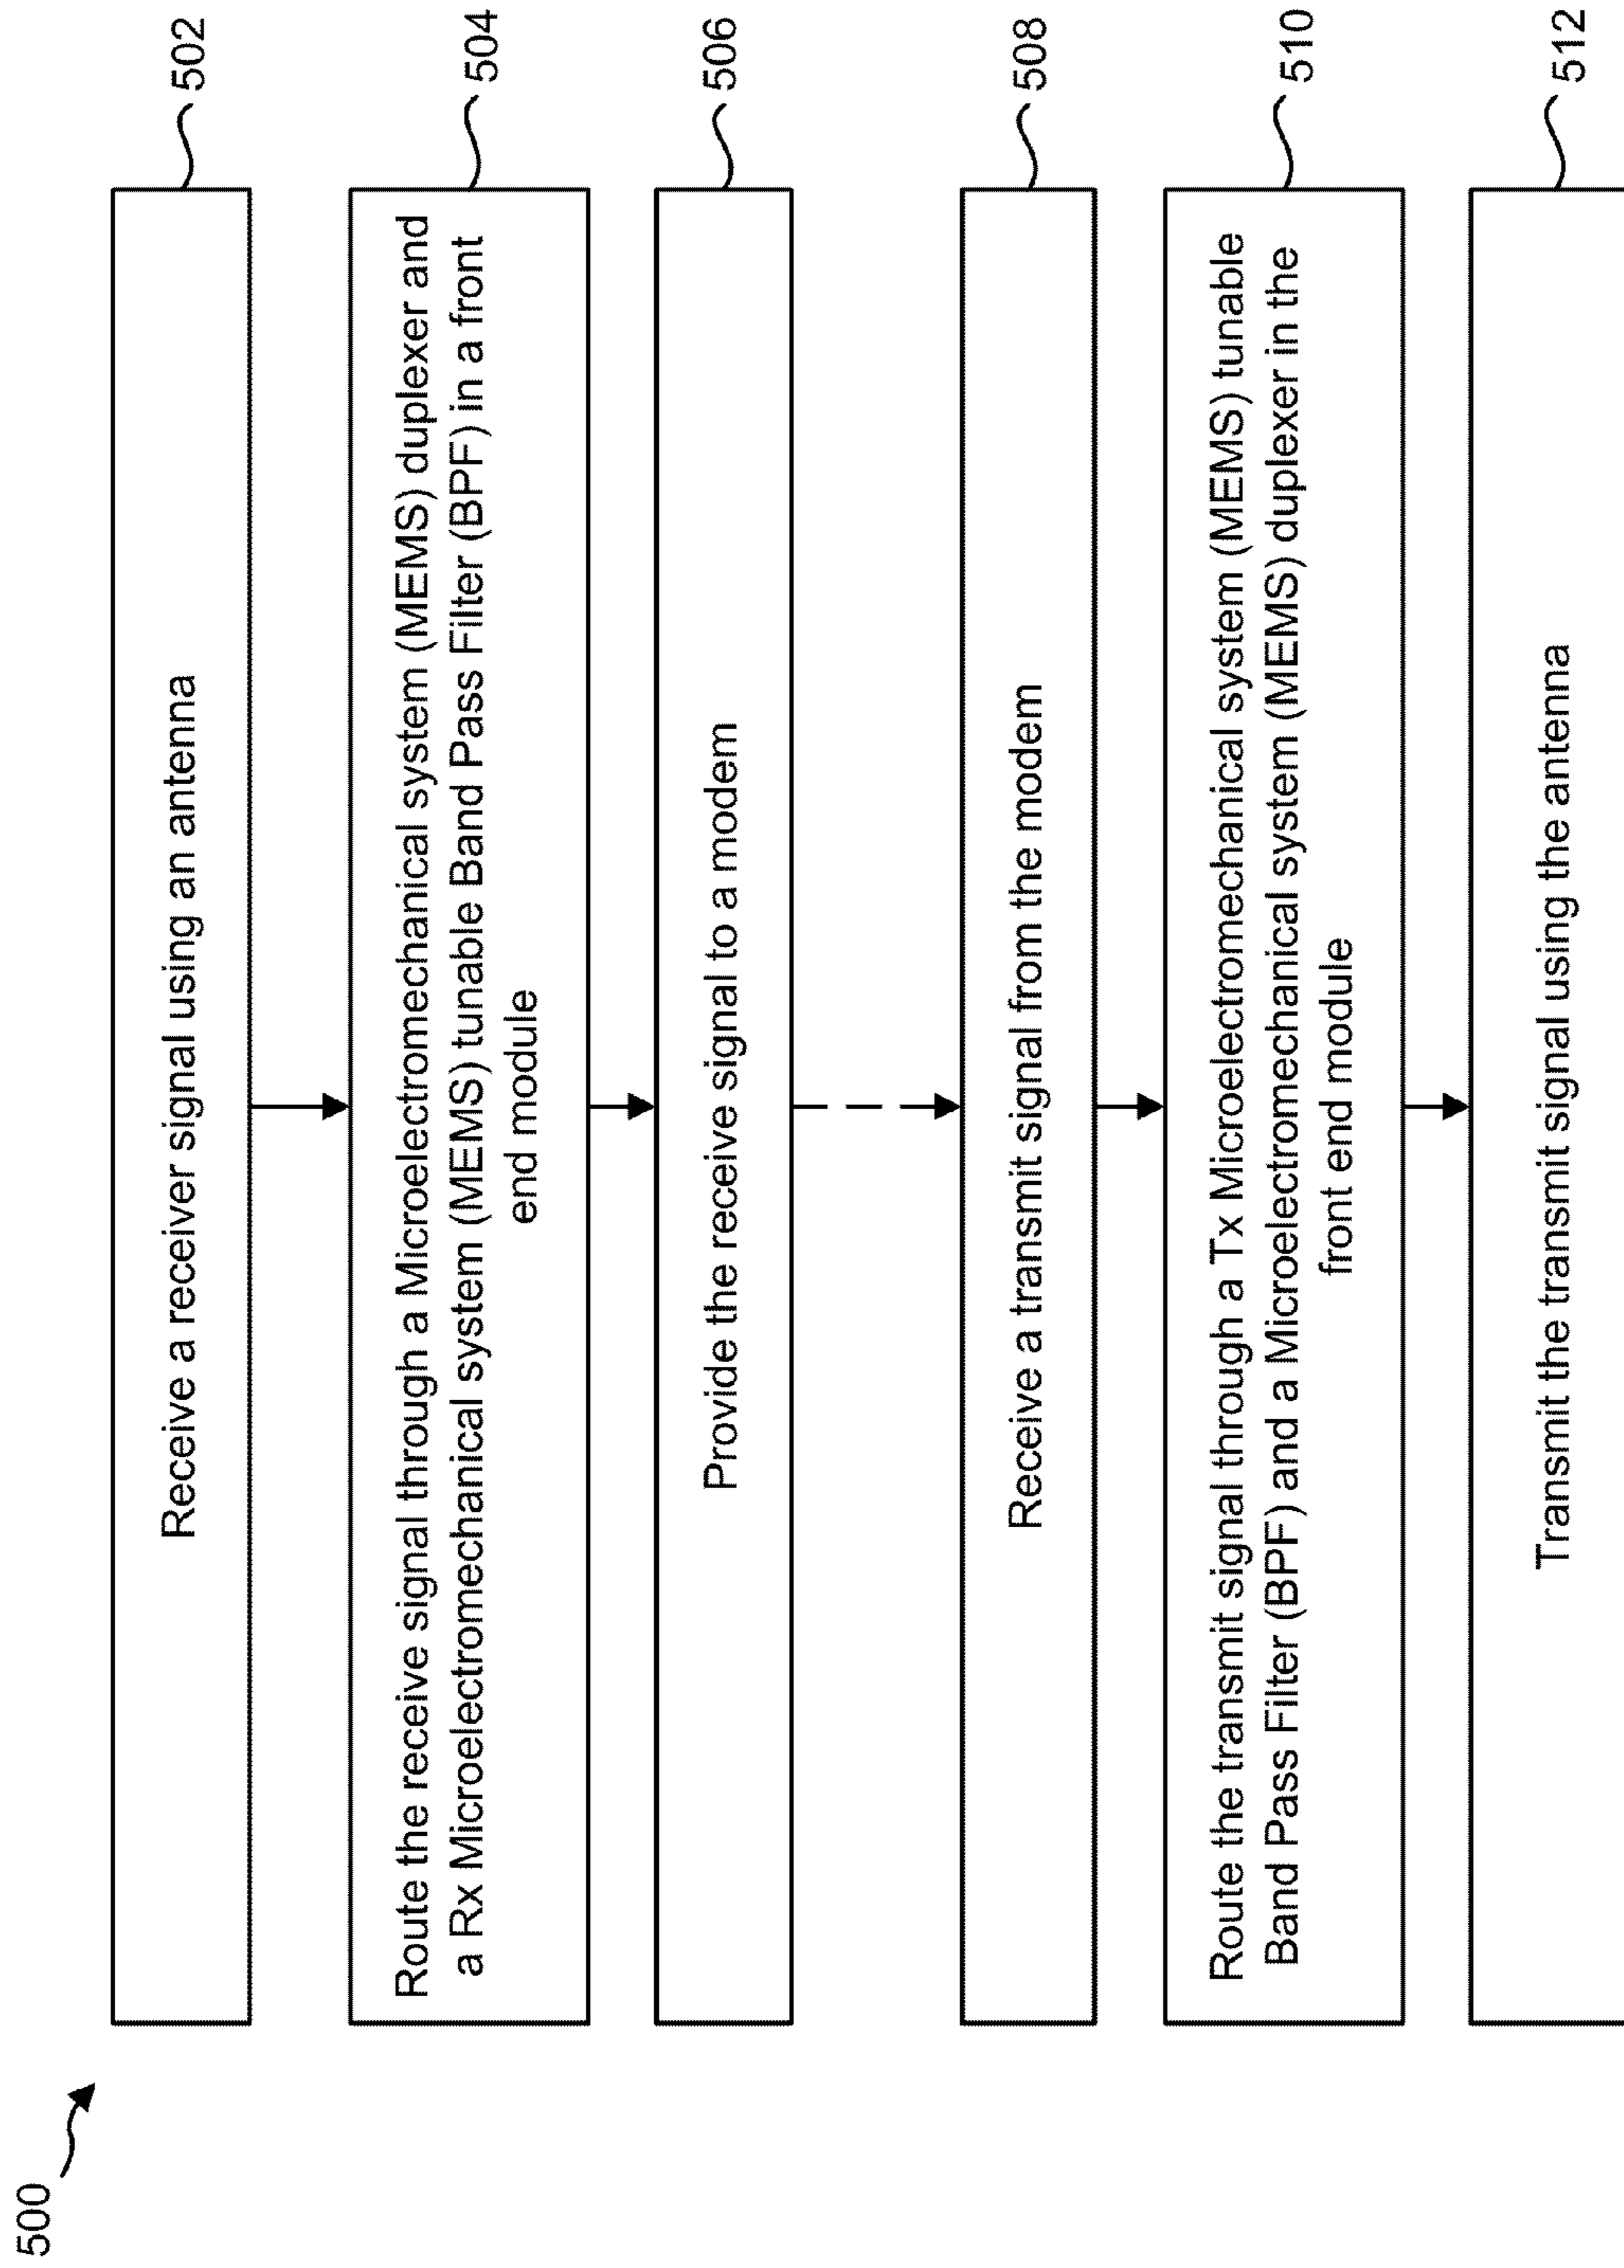 500
Receive a receiver signal using an antenna
502
Route the receive signal through a Microelectromechanical system (MEMS) duplexer and
a Rx Microelectromechanical system (MEMS) tunable Band Pass Filter (BPF) in a front
end module
504
Provide the receive signal to a modem
506
Receive a transmit signal from the modem
508
Route the transmit signal through a Tx Microelectromechanical system (MEMS) tunable
Band Pass Filter (BPF) and a Microelectromechanical system (MEMS) duplexer in the
front end module
510
Transmit the transmit signal using the antenna
512